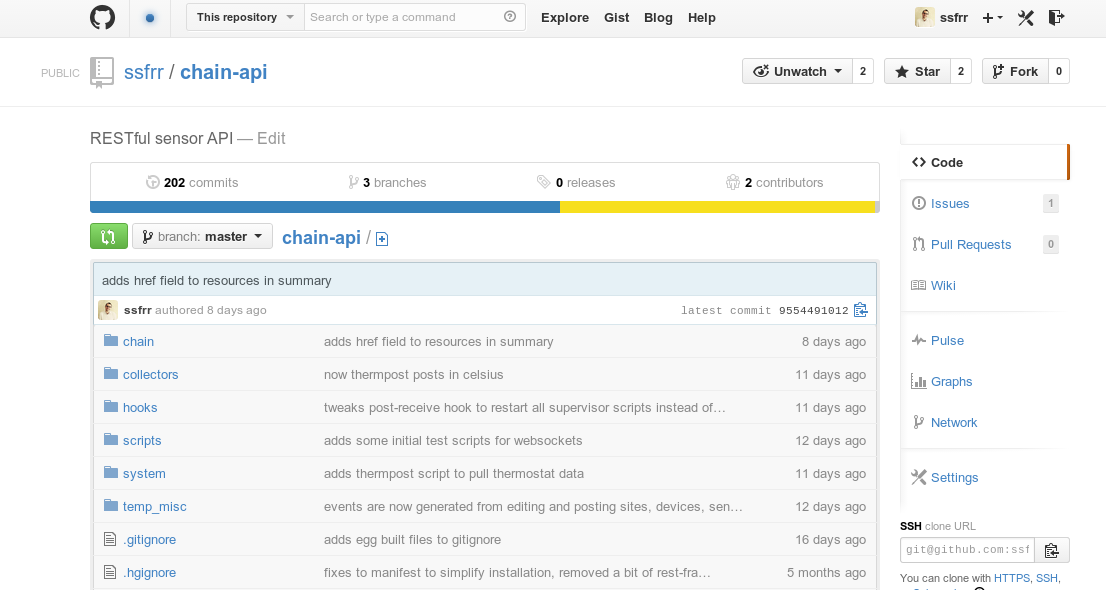 This repository Search or type a command Explore Gist Blog Help ssfrr
PUBLIC ssfrr / chain-api Unwatch 2 Star 2 Fork 0
RESTful sensor API — Edit
202 commits 3 branches 0 releases 2 contributors
branch: master chain-api /
adds href field to resources in summary
ssfrr authored 8 days ago latest commit 9554491012
chain adds href field to resources in summary 8 days ago
collectors now thermpost posts in celsius 11 days ago
hooks tweaks post-receive hook to restart all supervisor scripts instead of… 11 days ago
scripts adds some initial test scripts for websockets 12 days ago
system adds thermpost script to pull thermostat data 11 days ago
temp_misc events are now generated from editing and posting sites, devices, sen… 12 days ago
.gitignore adds egg built files to gitignore 16 days ago
.hgignore fixes to manifest to simplify installation, removed a bit of rest-fra… 5 months ago
Code
Issues 1
Pull Requests 0
Wiki
Pulse
Graphs
Network
Settings
SSH clone URL
git@github.com:ssf
You can clone with HTTPS, SSH,